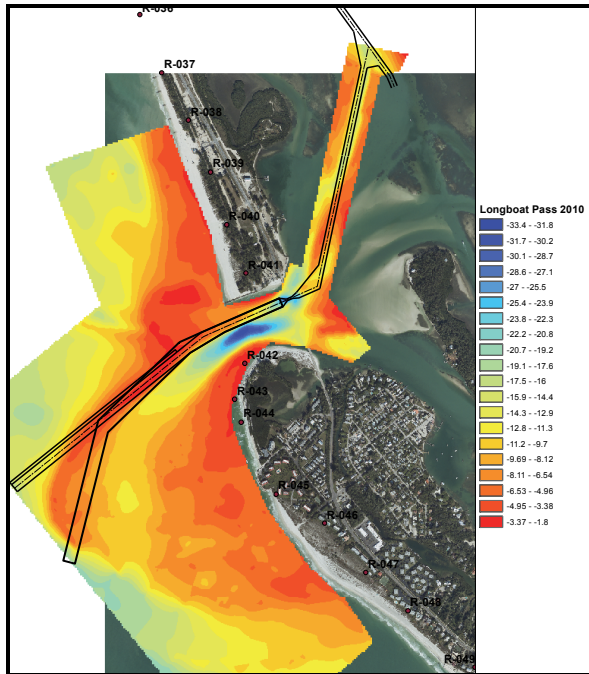 R-036
R-037
R-038
R-039
R-040
R-041
R-042
R-043
R-044
R-045
R-046
R-047
R-048
R-049
Longboat Pass 2010
-33.4 - -31.8
-31.7 - -30.2
-30.1 - -28.7
-28.6 - -27.1
-27 - -25.5
-25.4 - -23.9
-23.8 - -22.3
-22.2 - -20.8
-20.7 - -19.2
-19.1 - -17.6
-17.5 - -16
-15.9 - -14.4
-14.3 - -12.9
-12.8 - -11.3
-11.2 - -9.7
-9.69 - -8.12
-8.11 - -6.54
-6.53 - -4.96
-4.95 - -3.38
-3.37 - -1.8